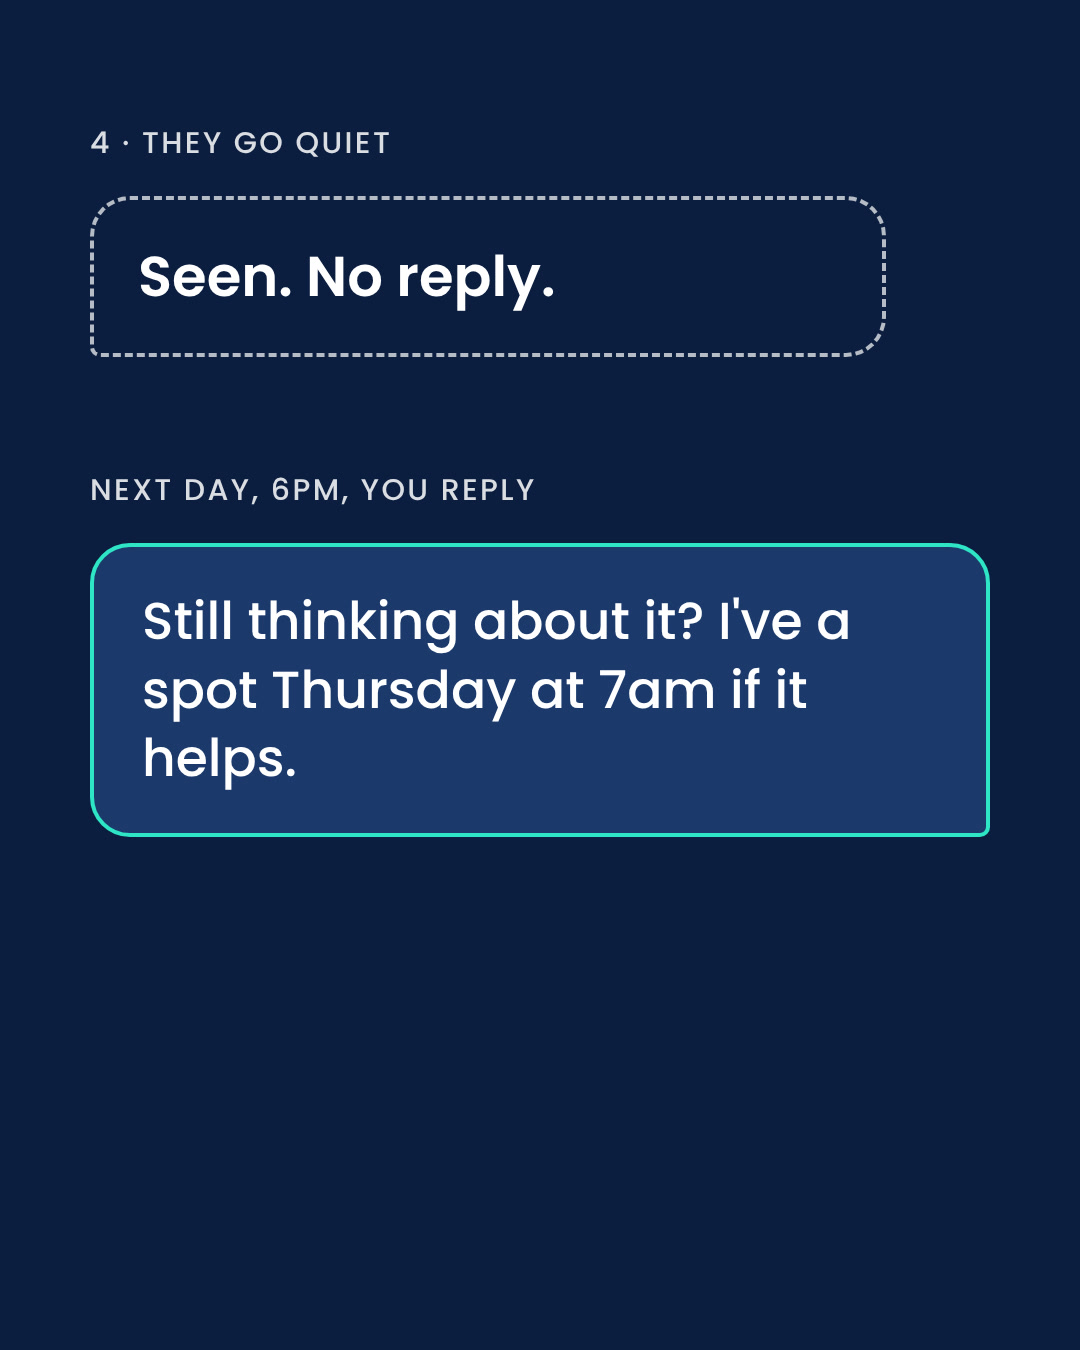 4 · THEY GO QUIET
Seen. No reply.
NEXT DAY, 6PM, YOU REPLY
Still thinking about it? I've a
spot Thursday at 7am if it
helps.